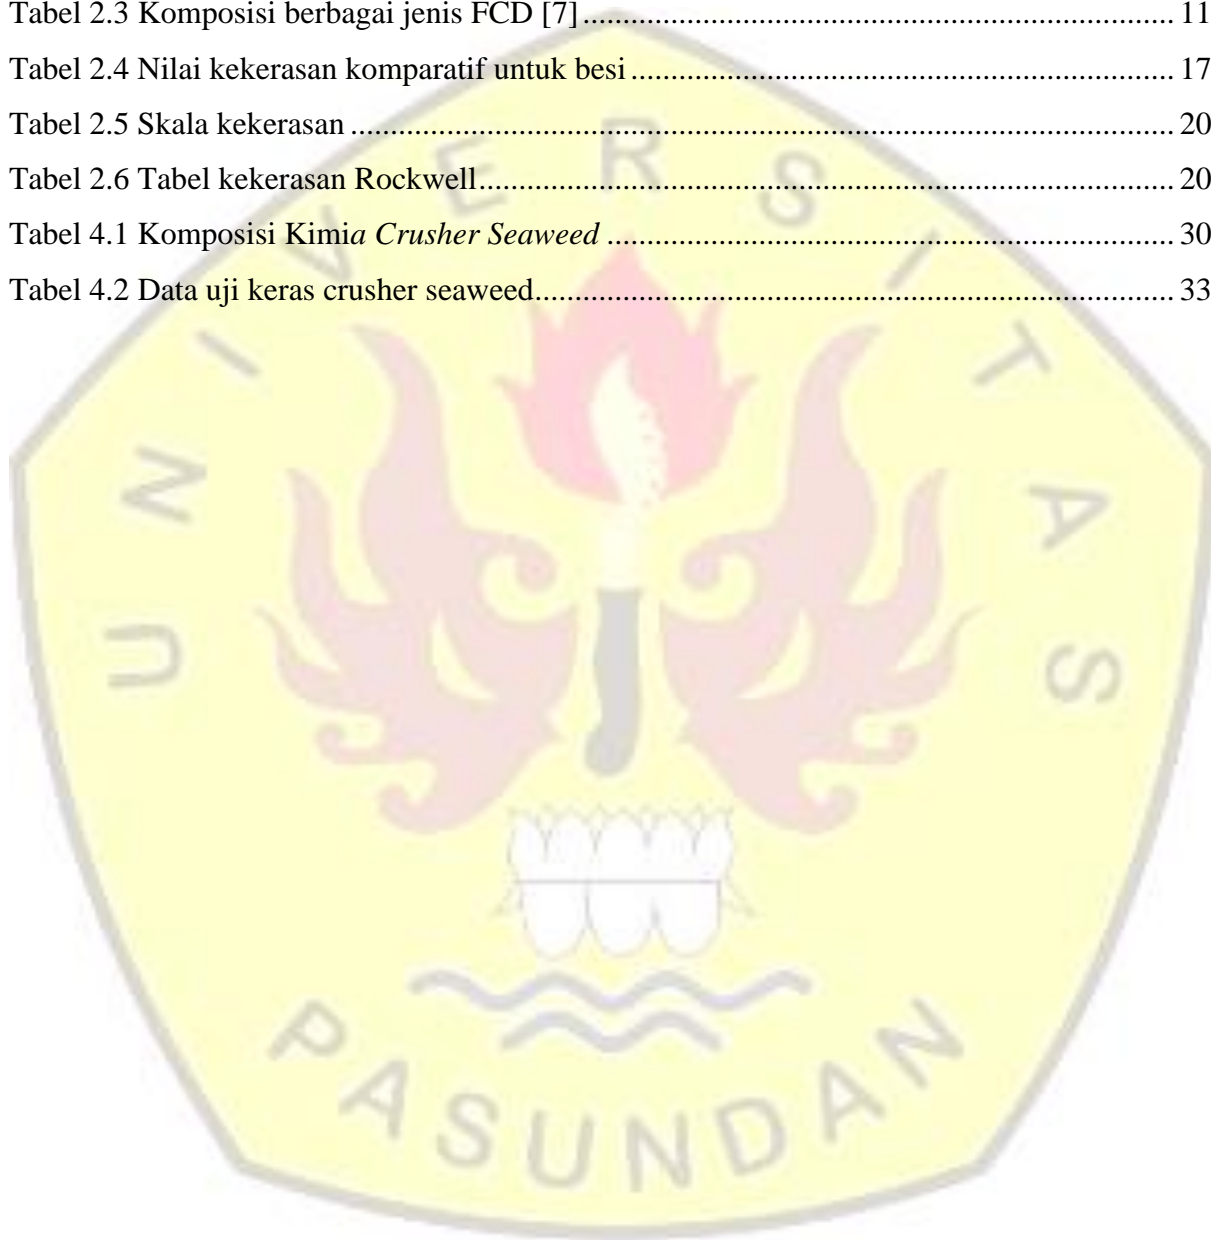 Tabel 2.3 Komposisi berbagai jenis FCD [7] ........................................................................ 11
Tabel 2.4 Nilai kekerasan komparatif untuk besi .................................................................. 17
Tabel 2.5 Skala kekerasan .................................................................................................... 20
Tabel 2.6 Tabel kekerasan Rockwell..................................................................................... 20
Tabel 4.1 Komposisi Kimia Crusher Seaweed ..................................................................... 30
Tabel 4.2 Data uji keras crusher seaweed.............................................................................. 33
UNIVERSITAS
PASUNDAN